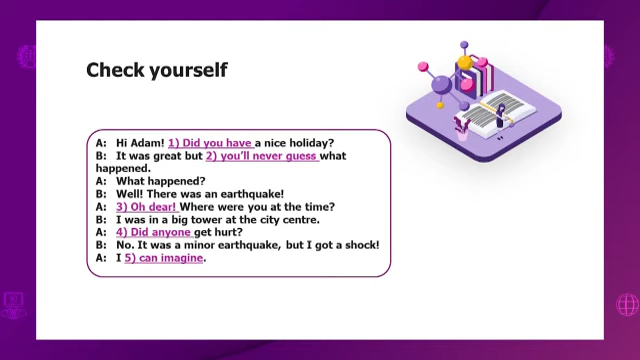 Check yourself
A: Hi Adam! 1) Did you have a nice holiday?
B: It was great but 2) you'll never guess what
happened.
A: What happened?
B: Well! There was an earthquake!
A: 3) Oh dear! Where were you at the time?
B: I was in a big tower at the city centre.
A: 4) Did anyone get hurt?
B: No. It was a minor earthquake, but I got a shock!
A: I 5) can imagine.